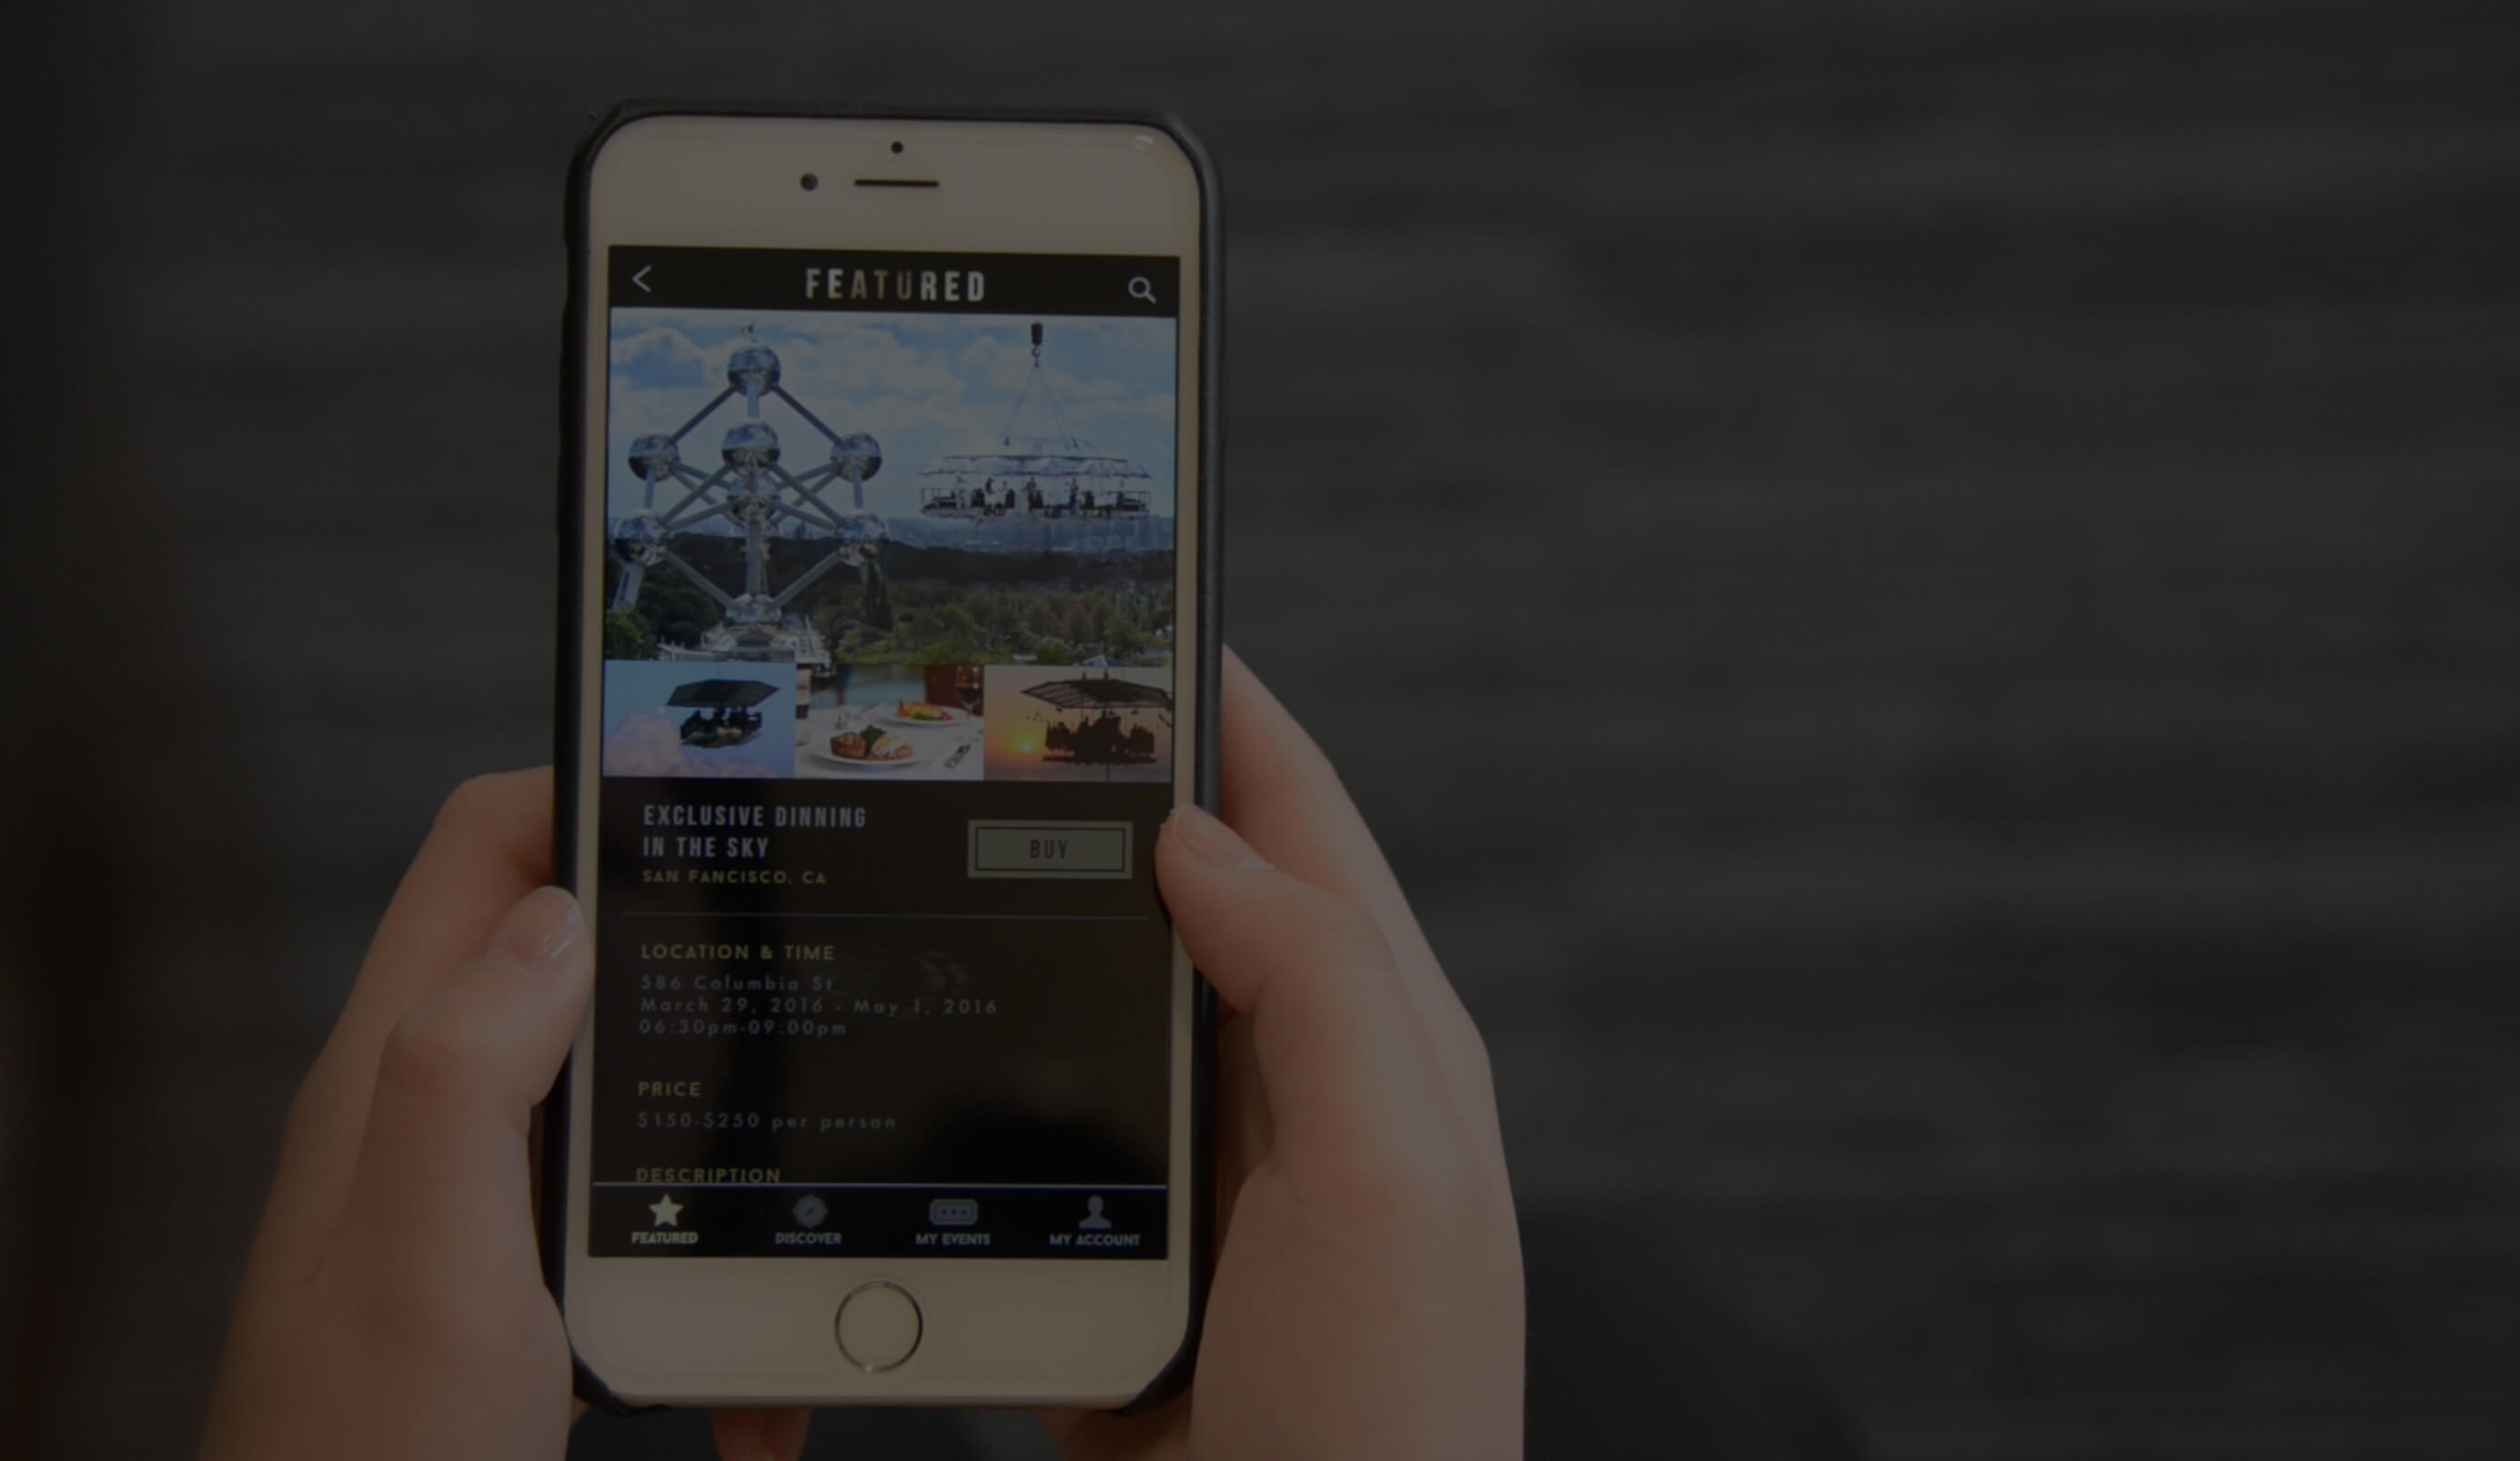 FEATURED
EXCLUSIVE DINNING
IN THE SKY
SAN FANCISCO, CA
BUY
LOCATION & TIME
586 Columbia St
March 29, 2016 - May 1, 2016
06:30pm-09:00pm
PRICE
$150-$250 per person
DESCRIPTION
FEATURED
DISCOVER
MY EVENTS
MY ACCOUNT